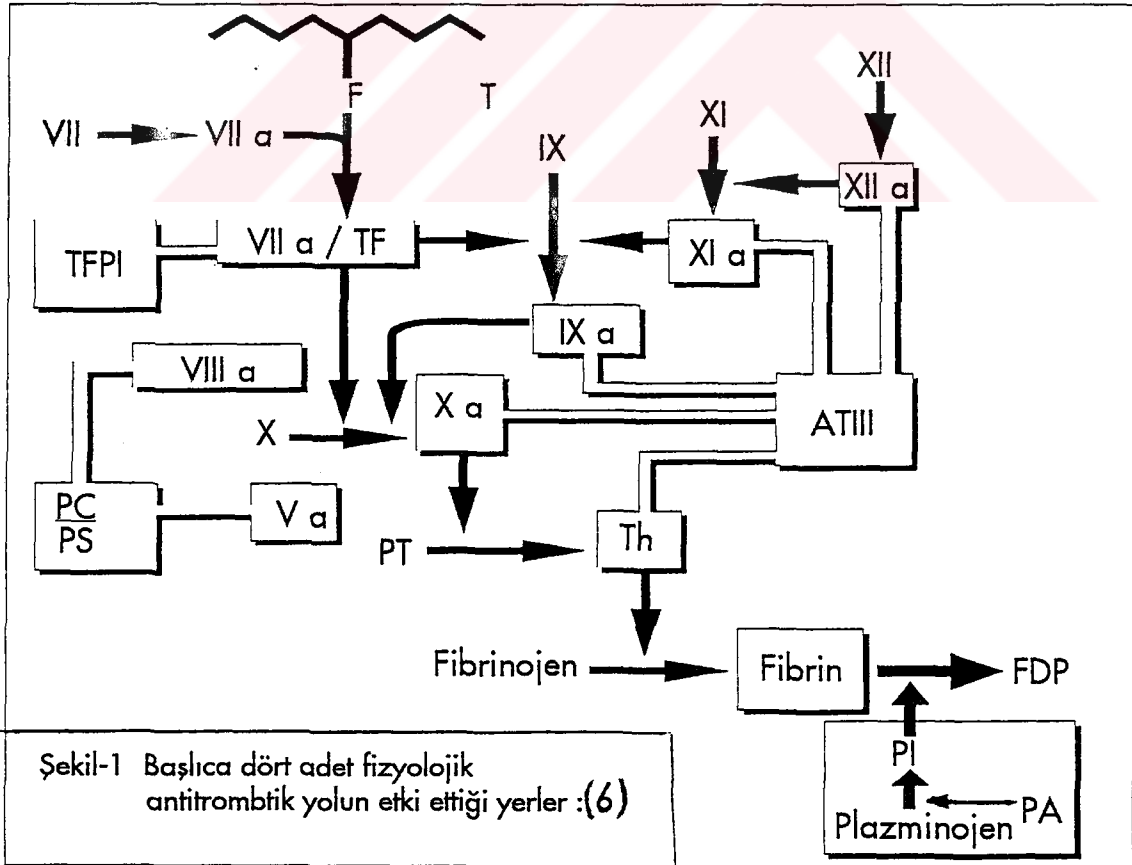 F T
VII VII a
IX
XI
XII
XII a
TFPI
VII a / TF
XI a
IX a
VIII a
X
X a
ATIII
PC
PS
V a
PT
Th
Fibrinojen
Fibrin
FDP
PI
Plazminojen
PA
Şekil-1 Başlıca dört adet fizyolojik
antitrombtik yolun etki ettiği yerler :(6)